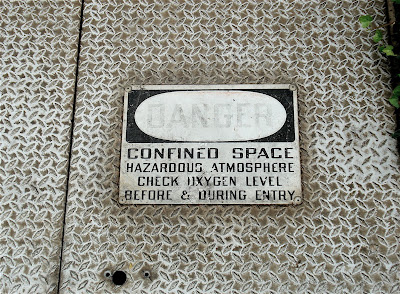 DANGER
CONFINED SPACE
HAZARDOUS ATMOSPHERE
CHECK OXYGEN LEVEL
BEFORE & DURING ENTRY